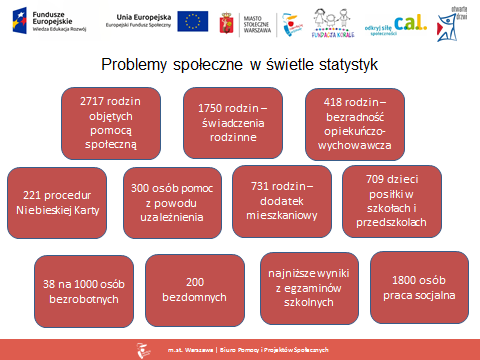 Fundusze
Europejskie
Wiedza Edukacja Rozwój
Unia Europejska
Europejski Fundusz Społeczny
MIASTO
STOŁECZNE
WARSZAWA
FUNDACJA KORALE
odkryj siłę
społeczności
cal.
otwarte
drzwi
Problemy społeczne w świetle statystyk
2717 rodzin
objętych
pomocą
społeczną
1750 rodzin –
świadczenia
rodzinne
418 rodzin –
bezradność
opiekuńczo-
wychowawcza
221 procedur
Niebieskiej Karty
300 osób pomoc
z powodu
uzależnienia
731 rodzin –
dodatek
mieszkaniowy
709 dzieci
posiłki w
szkołach i
przedszkolach
38 na 1000 osób
bezrobotnych
200
bezdomnych
najniższe wyniki
z egzaminów
szkolnych
1800 osób
praca socjalna
m.st. Warszawa | Biuro Pomocy i Projektów Społecznych